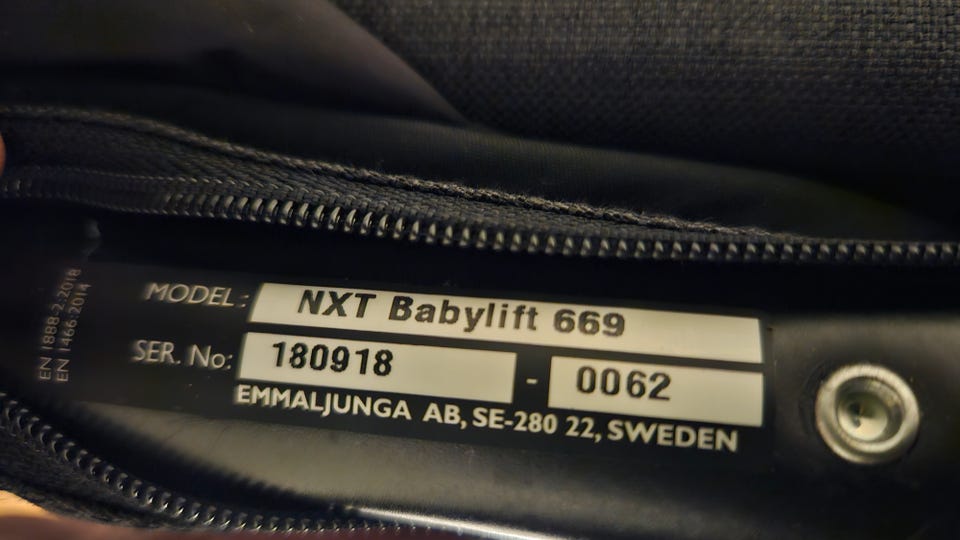 EN 1888-2:2018
EN 1466:2014
MODEL: NXT Babylift 669
SER. No: 180918 - 0062
EMMALJUNGA AB, SE-280 22, SWEDEN